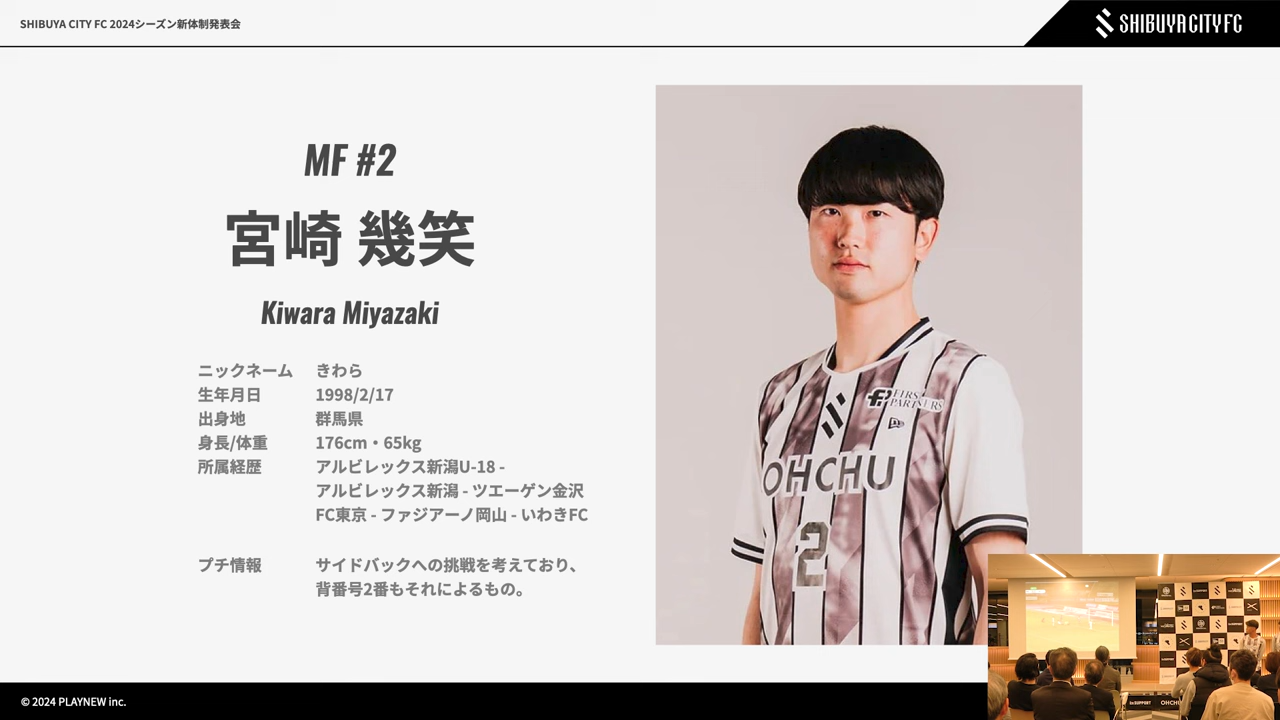 SHIBUYA CITY FC 2024シーズン新体制発表会
SHIBUYA CITY FC
MF #2
宮崎 幾笑
Kiwara Miyazaki
ニックネーム きわら
生年月日 1998/2/17
出身地 群馬県
身長/体重 176cm・65kg
所属経歴 アルビレックス新潟U-18 -
アルビレックス新潟 - ツエーゲン金沢
FC東京 - ファジアーノ岡山 - いわきFC
プチ情報 サイドバックへの挑戦を考えており、
背番号2番もそれによるもの。
FIRST
PARTNERS
OHCHU
2
OHCHU
© 2024 PLAYNEW inc.